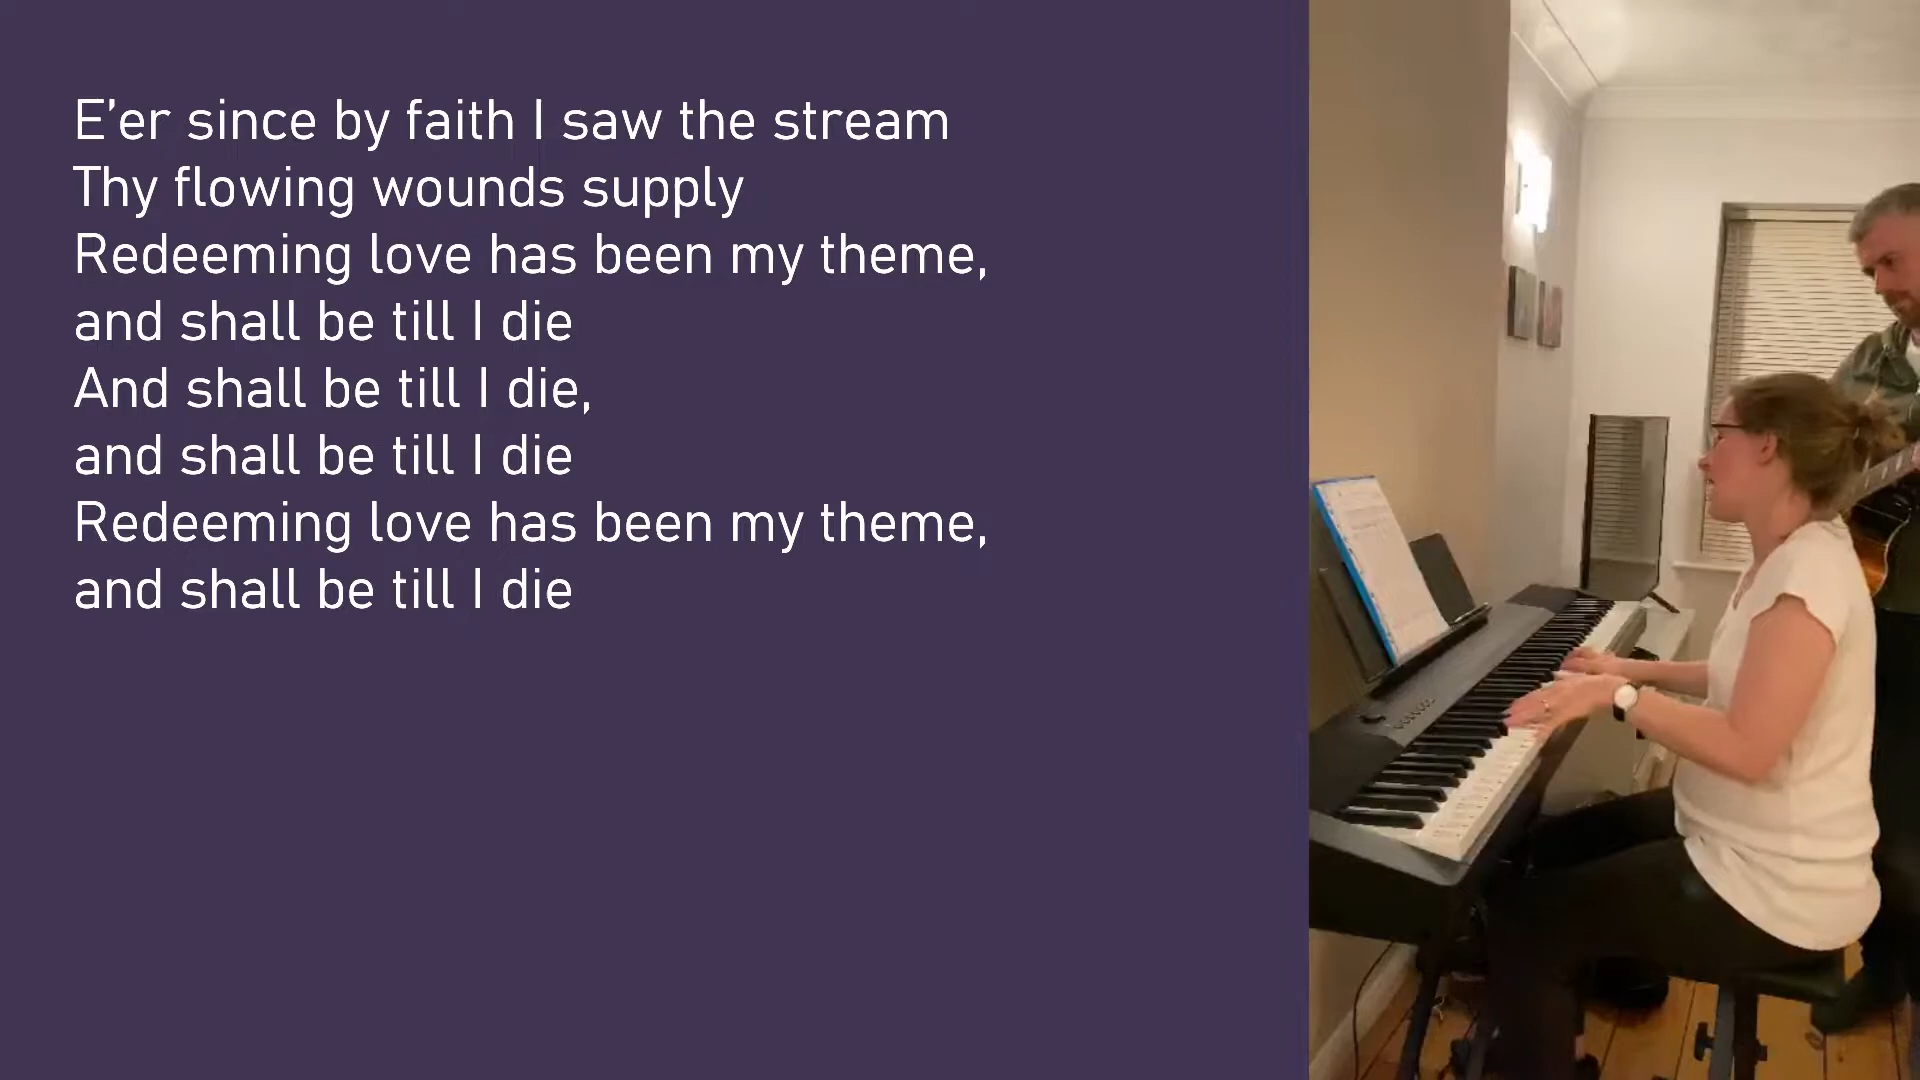 E’er since by faith I saw the stream
Thy flowing wounds supply
Redeeming love has been my theme,
and shall be till I die
And shall be till I die,
and shall be till I die
Redeeming love has been my theme,
and shall be till I die